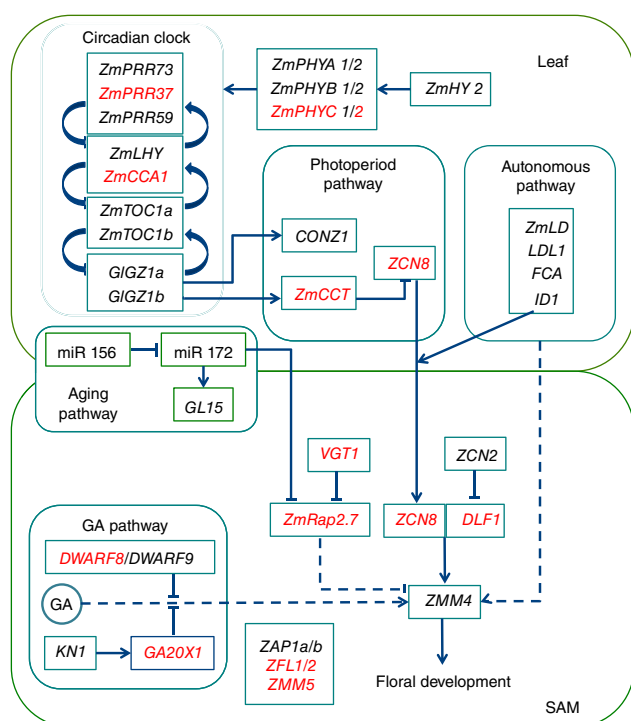 Circadian clock
ZmPRR73
ZmPRR37
ZmPRR59
ZmLHY
ZmCCA1
ZmTOC1a
ZmTOC1b
GIGZ1a
GIGZ1b
ZmPHYA 1/2
ZmPHYB 1/2
ZmPHYC 1/2
ZmHY 2
Leaf
Photoperiod
pathway
CONZ1
ZmCCT
ZCN8
Autonomous
pathway
ZmLD
LDL1
FCA
ID1
miR 156
miR 172
Aging
pathway
GL15
VGT1
ZmRap2.7
ZCN2
ZCN8
DLF1
GA pathway
DWARF8/DWARF9
GA
KN1
GA20X1
ZMM4
ZAP1a/b
ZFL1/2
ZMM5
Floral development
SAM